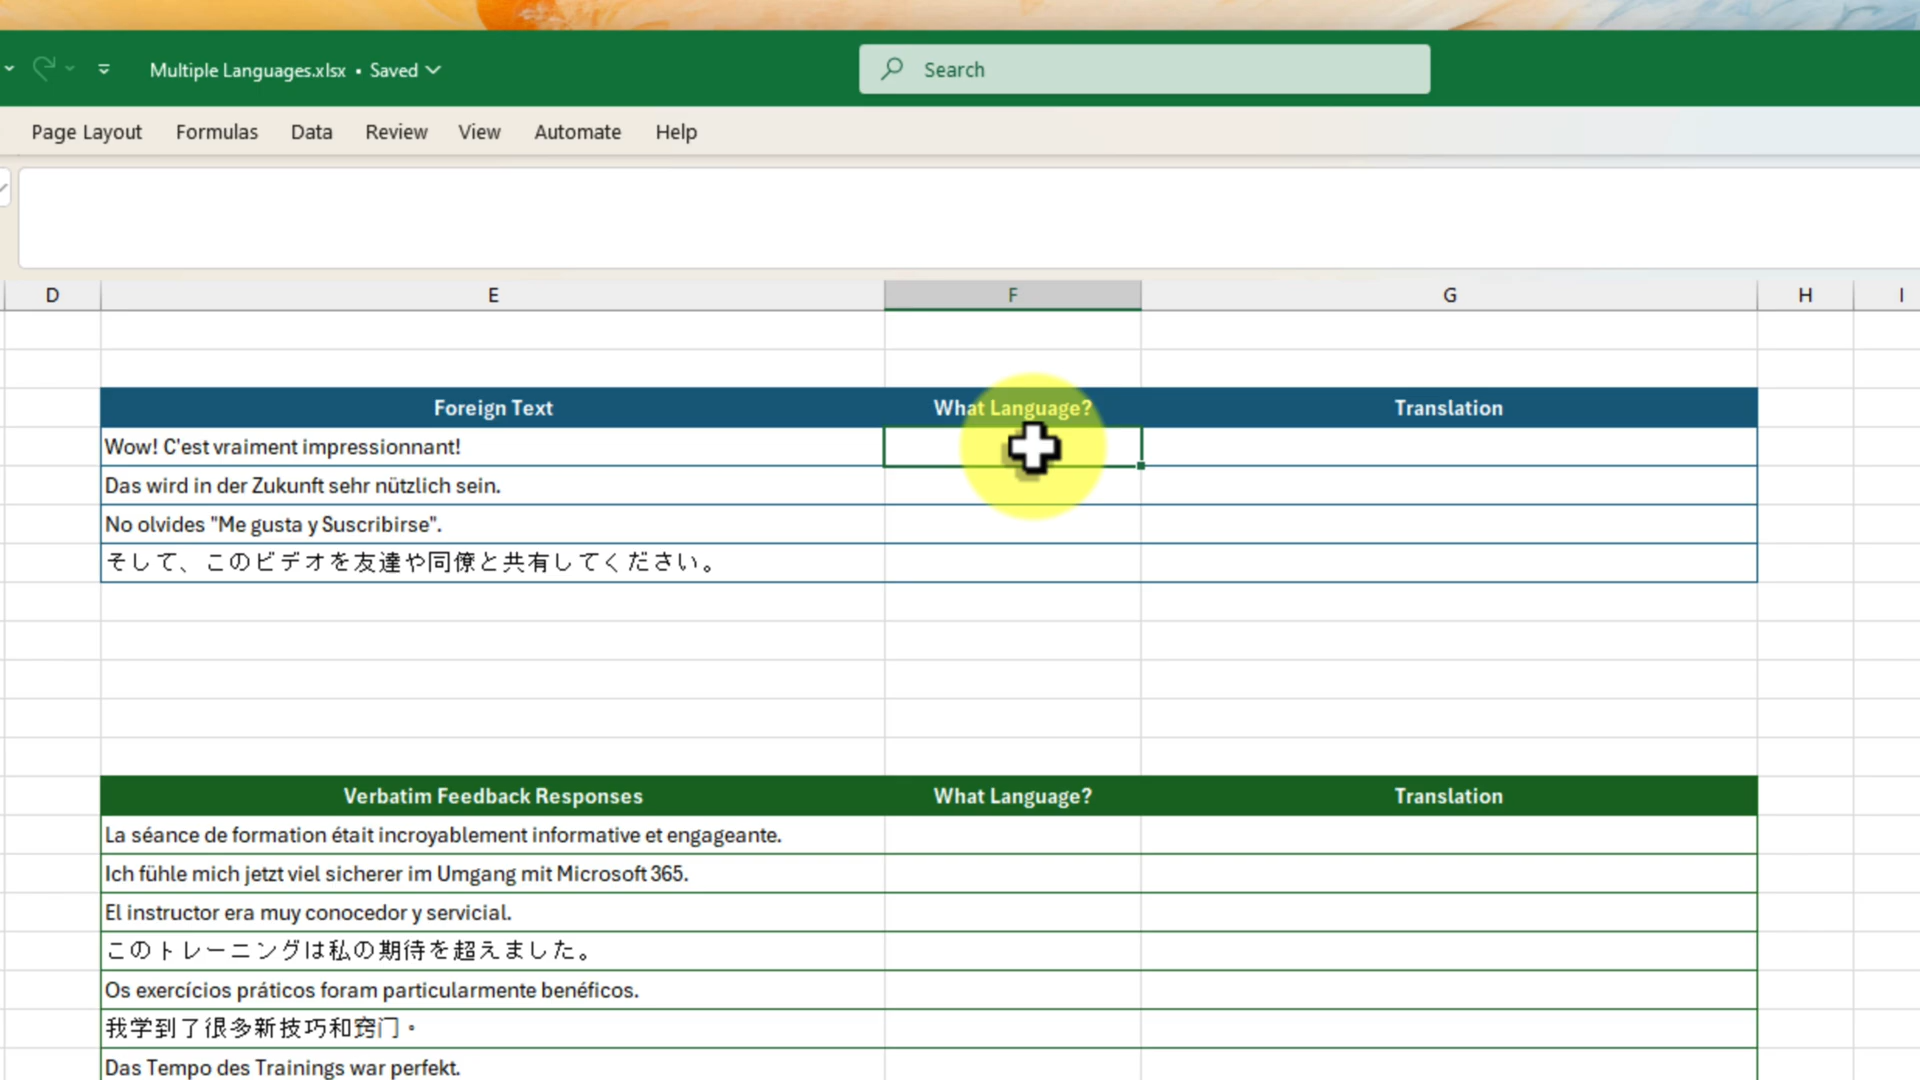 Multiple Languages.xlsx • Saved
Search
Page Layout Formulas Data Review View Automate Help
D E F G H I
Foreign Text What Language? Translation
Wow! C'est vraiment impressionnant!
Das wird in der Zukunft sehr nützlich sein.
No olvides "Me gusta y Suscribirse".
そして、このビデオを友達や同僚と共有してください。
Verbatim Feedback Responses What Language? Translation
La séance de formation était incroyablement informative et engageante.
Ich fühle mich jetzt viel sicherer im Umgang mit Microsoft 365.
El instructor era muy conocedor y servicial.
このトレーニングは私の期待を超えました。
Os exercícios práticos foram particularmente benéficos.
我学到了很多新技巧和窍门。
Das Tempo des Trainings war perfekt.